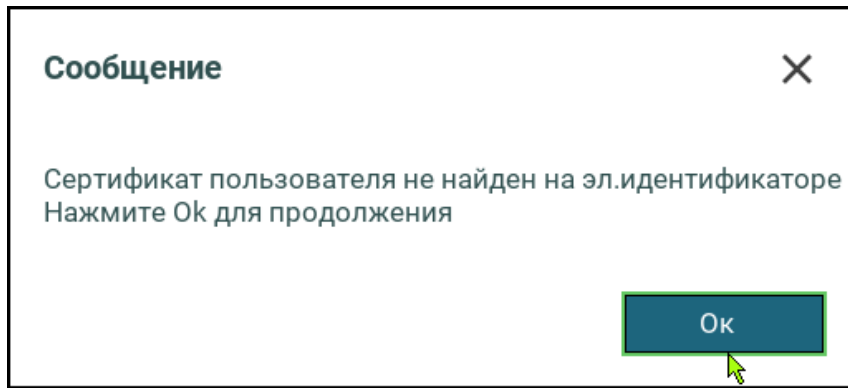 Сообщение
Сертификат пользователя не найден на эл.идентификаторе
Нажмите Ok для продолжения
Ок